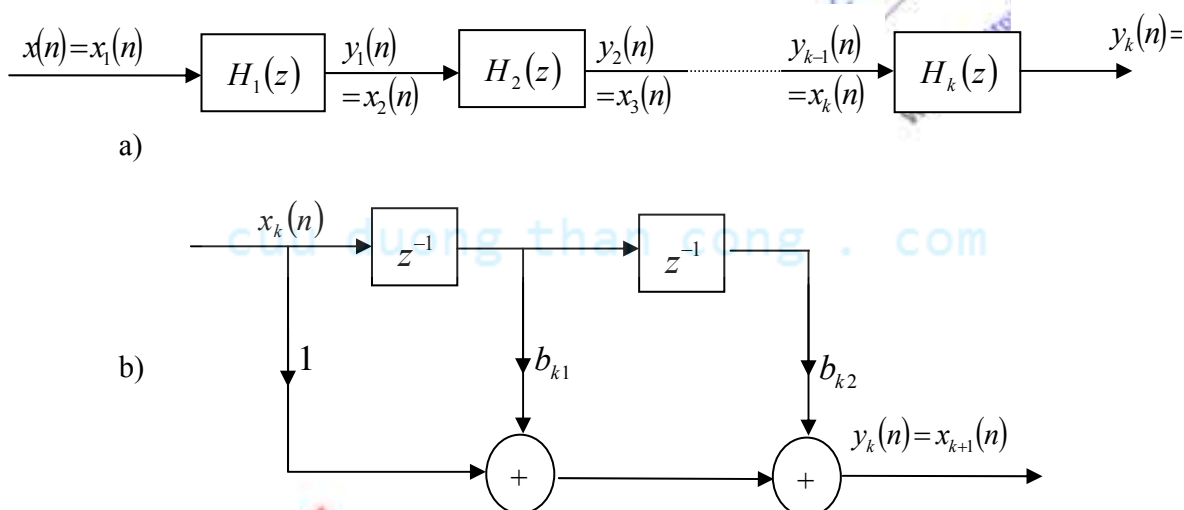 x(n)=x₁(n)
H₁(z)
y₁(n)
=x₂(n)
H₂(z)
y₂(n)
=x₃(n)
yₖ₋₁(n)
=xₖ(n)
Hₖ(z)
yₖ(n)=
a)
xₖ(n)
z⁻¹
z⁻¹
cuu duong than cong . com
b)
1
bₖ₁
bₖ₂
yₖ(n)=xₖ₊₁(n)
+
+